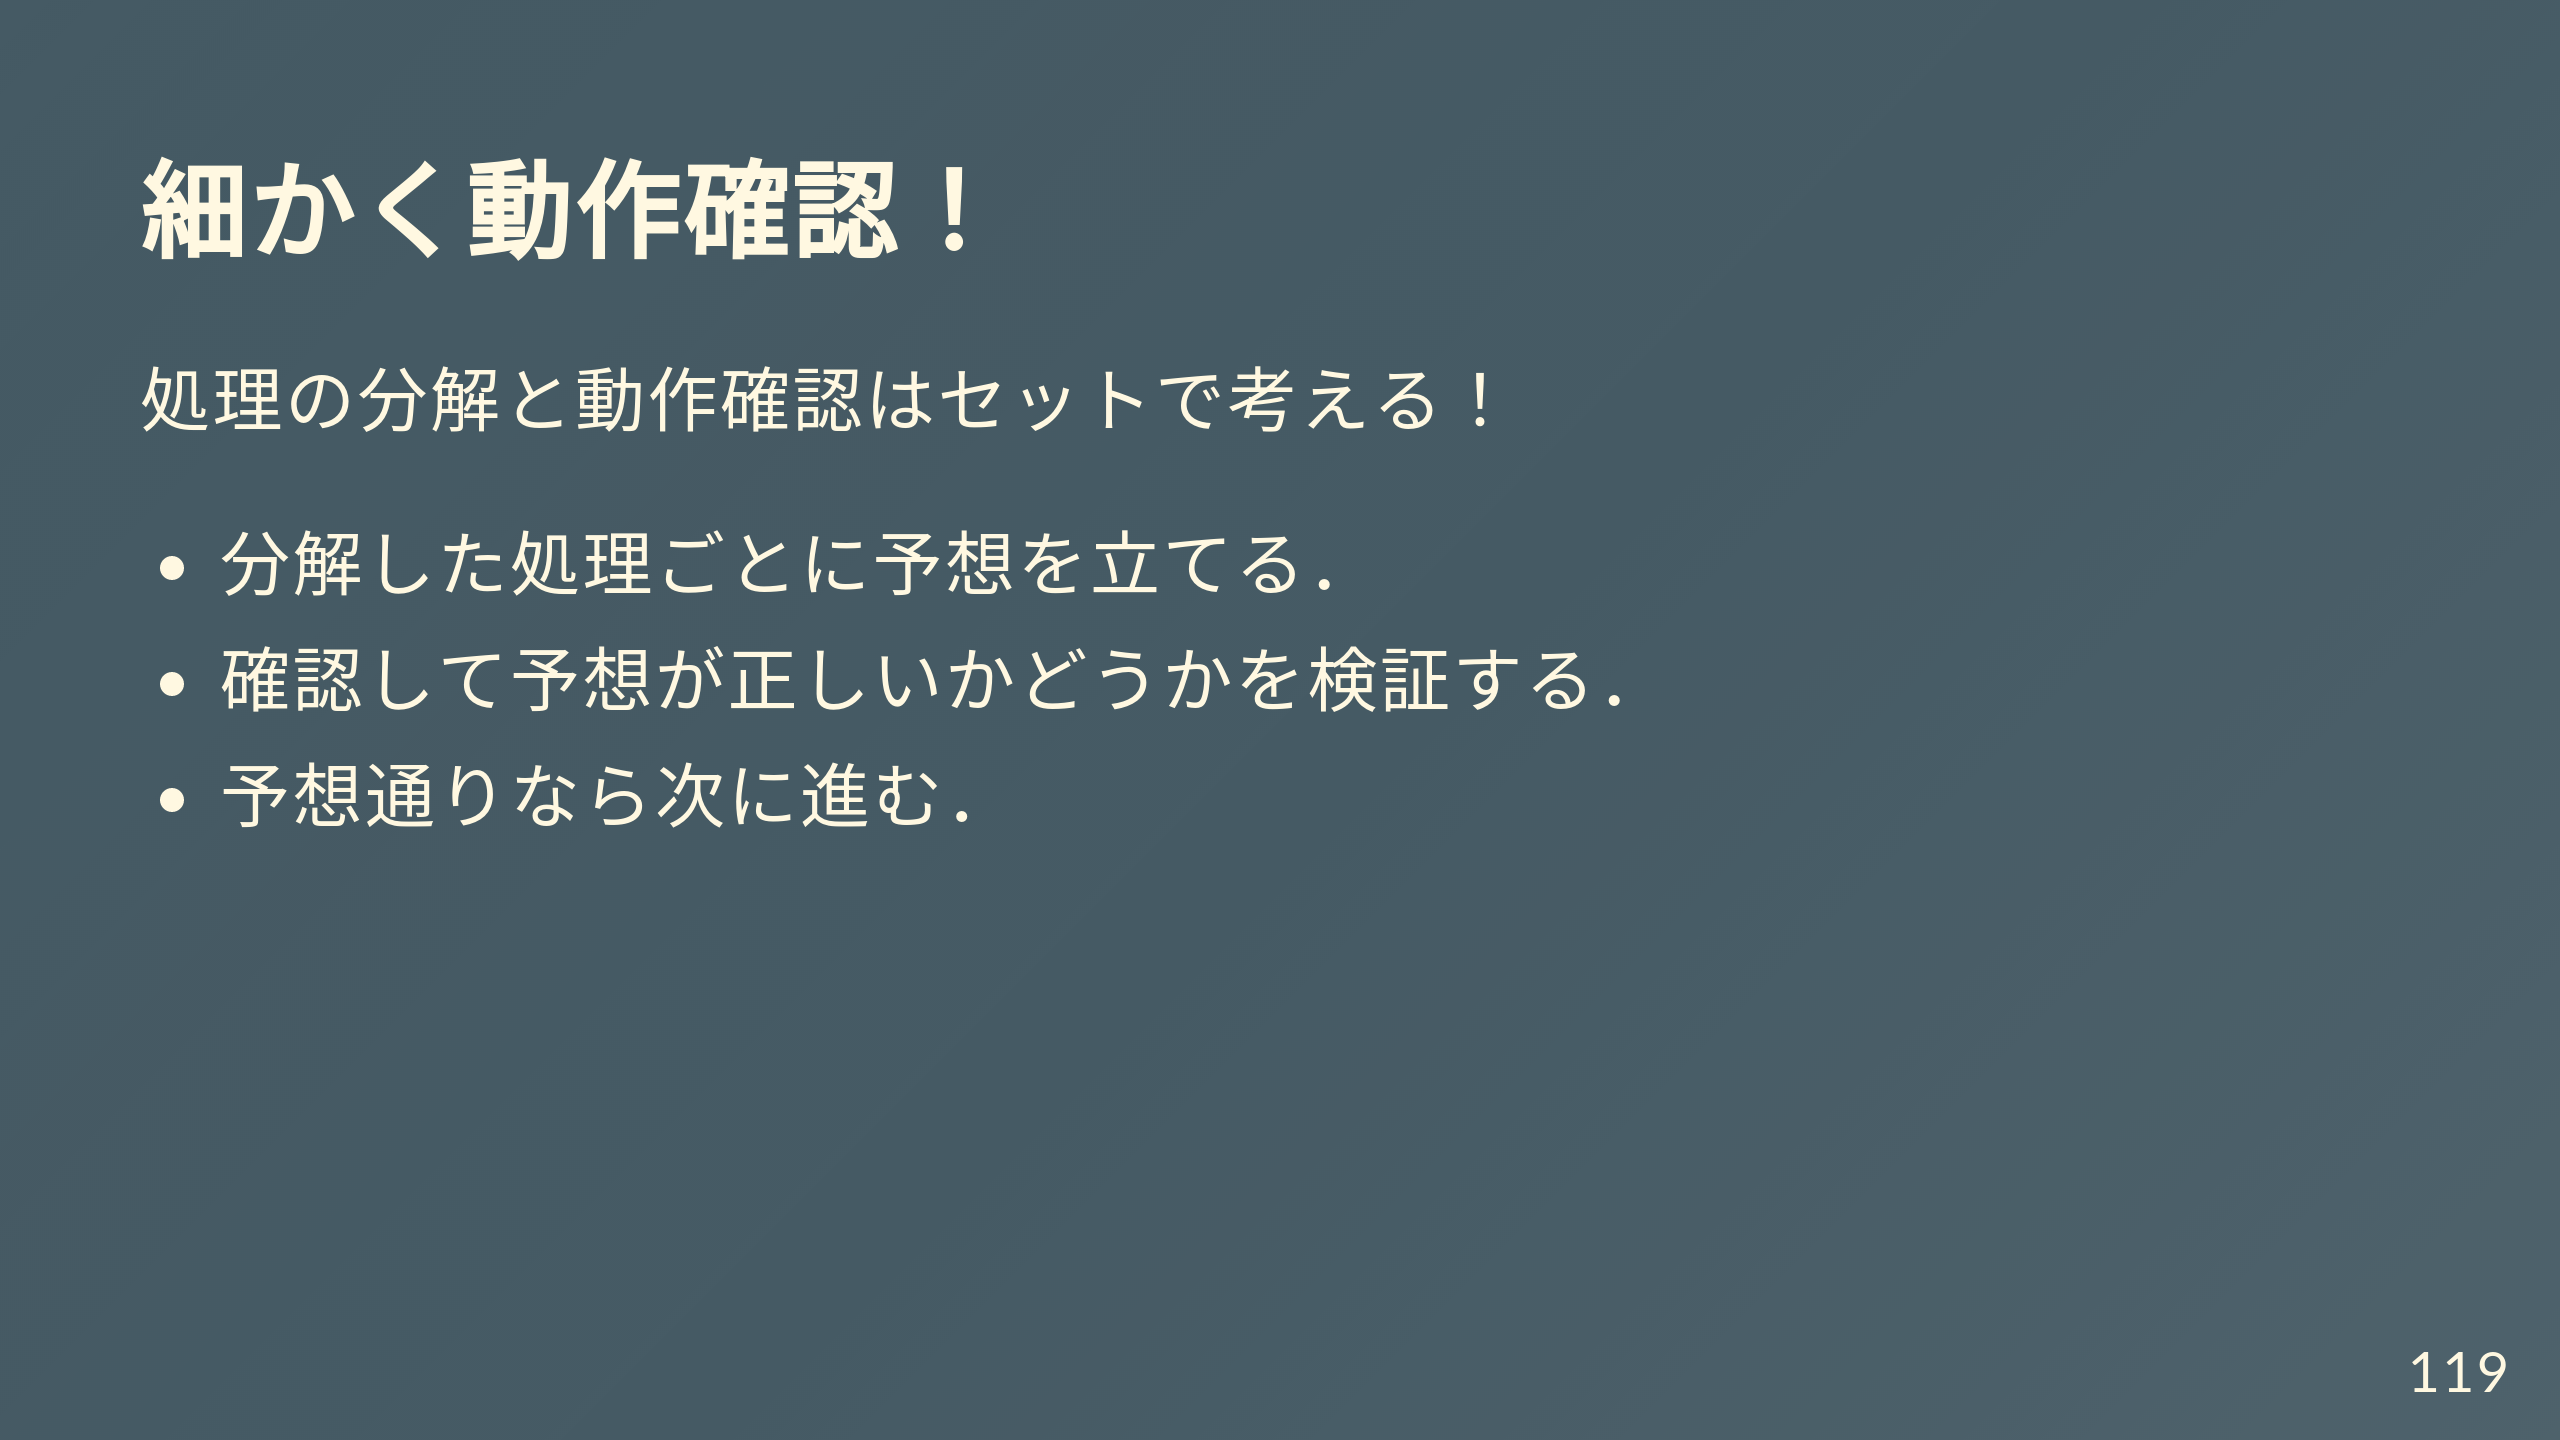 細かく動作確認！
処理の分解と動作確認はセットで考える！
• 分解した処理ごとに予想を立てる．
• 確認して予想が正しいかどうかを検証する．
• 予想通りなら次に進む．
119